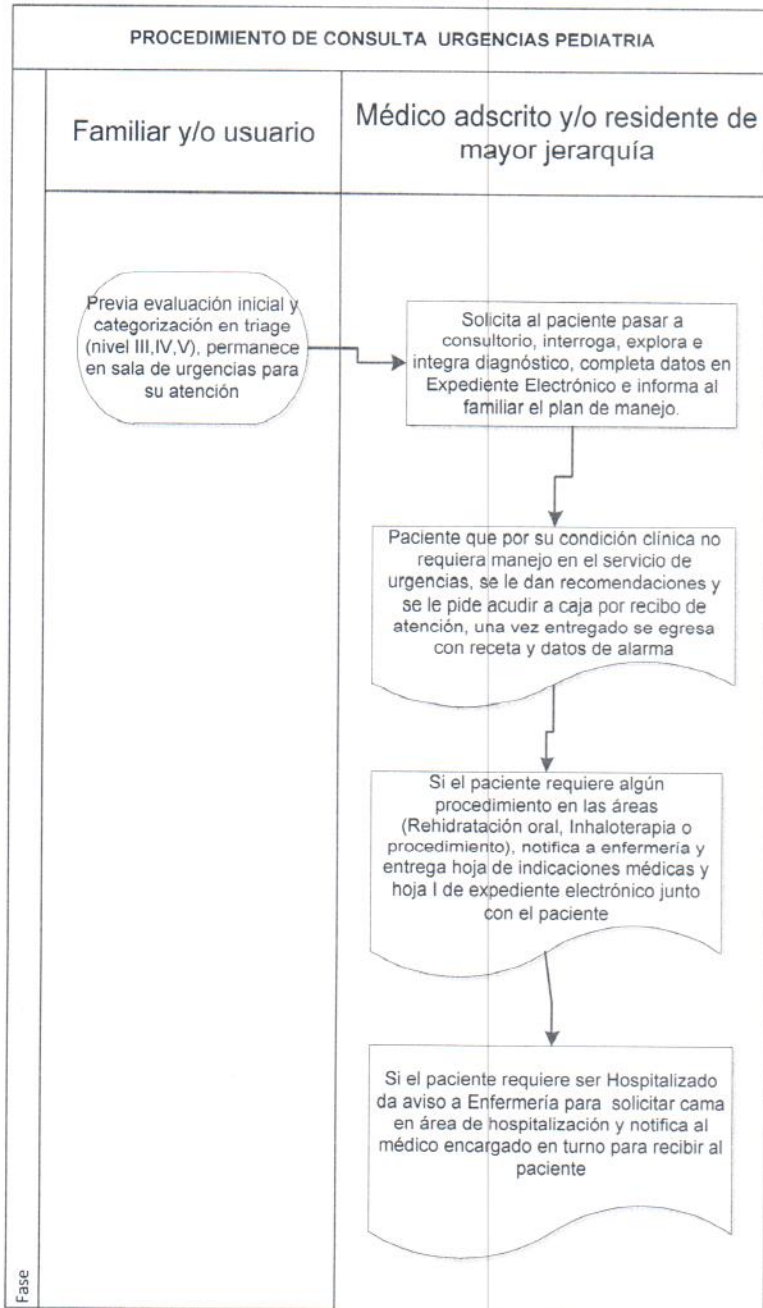 PROCEDIMIENTO DE CONSULTA URGENCIAS PEDIATRIA
Familiar y/o usuario
Médico adscrito y/o residente de
mayor jerarquía
Previa evaluación inicial y
categorización en triage
(nivel III,IV,V), permanece
en sala de urgencias para
su atención
Solicita al paciente pasar a
consultorio, interroga, explora e
integra diagnóstico, completa datos en
Expediente Electrónico e informa al
familiar el plan de manejo.
Paciente que por su condición clínica no
requiera manejo en el servicio de
urgencias, se le dan recomendaciones y
se le pide acudir a caja por recibo de
atención, una vez entregado se egresa
con receta y datos de alarma
Si el paciente requiere algún
procedimiento en las áreas
(Rehidratación oral, Inhaloterapia o
procedimiento), notifica a enfermería y
entrega hoja de indicaciones médicas y
hoja I de expediente electrónico junto
con el paciente
Si el paciente requiere ser Hospitalizado
da aviso a Enfermería para solicitar cama
en área de hospitalización y notifica al
médico encargado en turno para recibir al
paciente
Fase